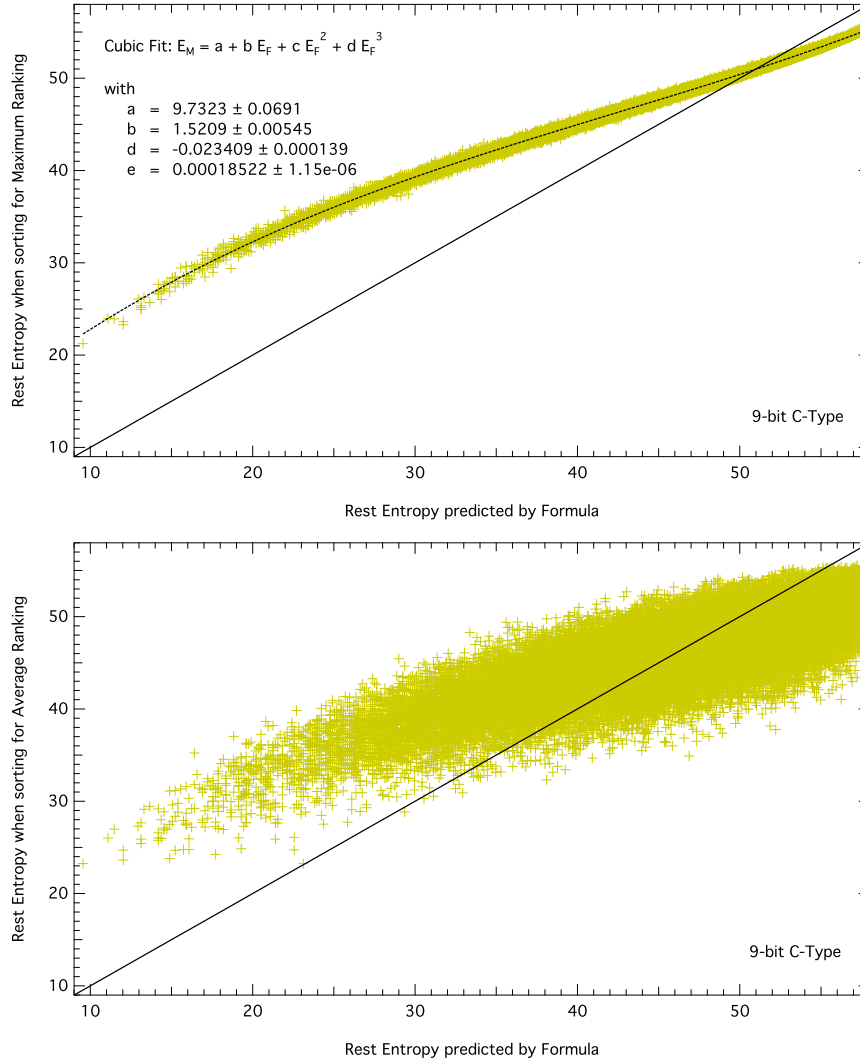 Cubic Fit: E_M = a + b E_F + c E_F^2 + d E_F^3
with
a = 9.7323 ± 0.0691
b = 1.5209 ± 0.00545
d = -0.023409 ± 0.000139
e = 0.00018522 ± 1.15e-06
Rest Entropy when sorting for Maximum Ranking
50
40
30
20
10
9-bit C-Type
10 20 30 40 50
Rest Entropy predicted by Formula
Rest Entropy when sorting for Average Ranking
50
40
30
20
10
9-bit C-Type
10 20 30 40 50
Rest Entropy predicted by Formula